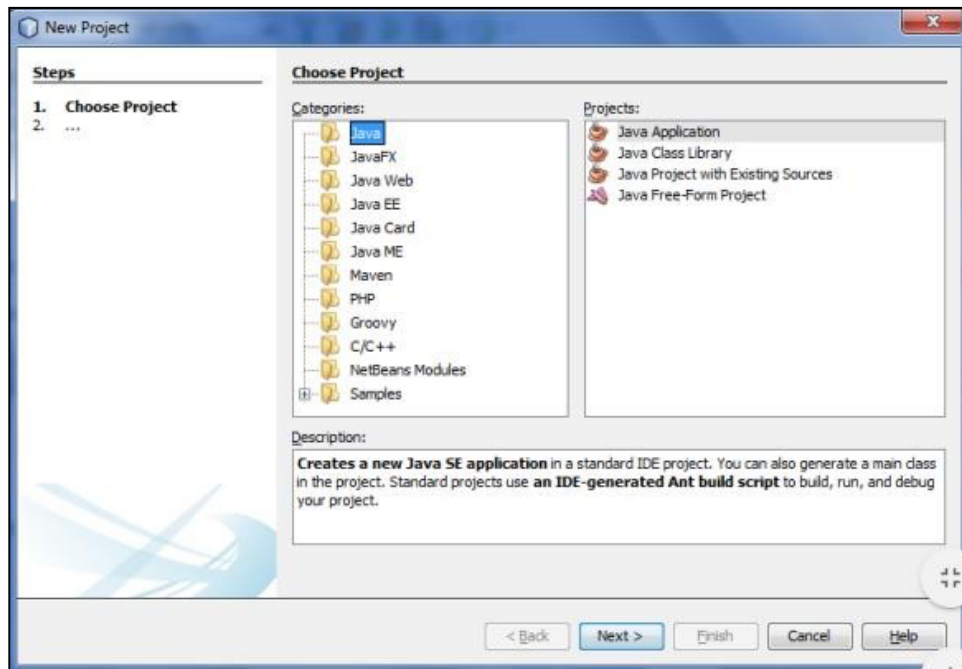 New Project
Steps
1. Choose Project
2. ...
Choose Project
Categories:
Java
JavaFX
Java Web
Java EE
Java Card
Java ME
Maven
PHP
Groovy
C/C++
NetBeans Modules
Samples
Projects:
Java Application
Java Class Library
Java Project with Existing Sources
Java Free-Form Project
Description:
Creates a new Java SE application in a standard IDE project. You can also generate a main class
in the project. Standard projects use an IDE-generated Ant build script to build, run, and debug
your project.
< Back
Next >
Finish
Cancel
Help